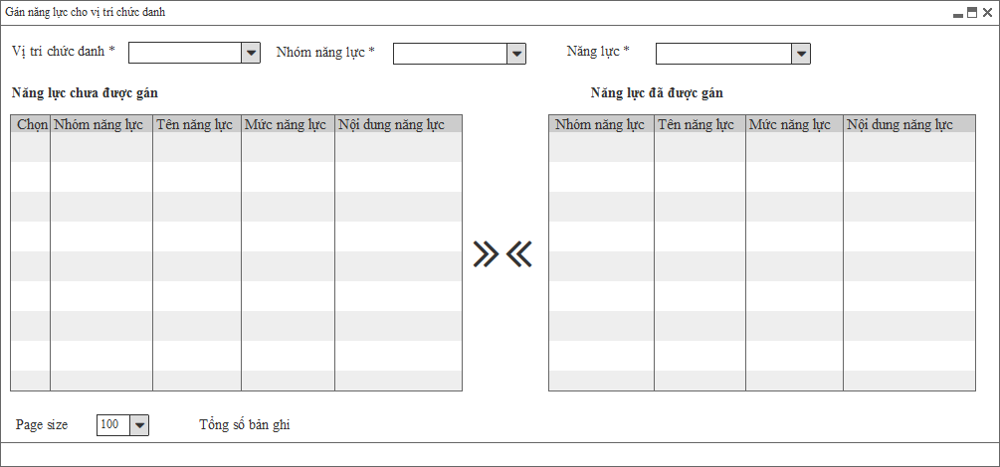 Gán năng lực cho vị trí chức danh
Vị trí chức danh * Nhóm năng lực * Năng lực *
Năng lực chưa được gán Năng lực đã được gán
Chọn Nhóm năng lực Tên năng lực Mức năng lực Nội dung năng lực Nhóm năng lực Tên năng lực Mức năng lực Nội dung năng lực
Page size 100 Tổng số bản ghi